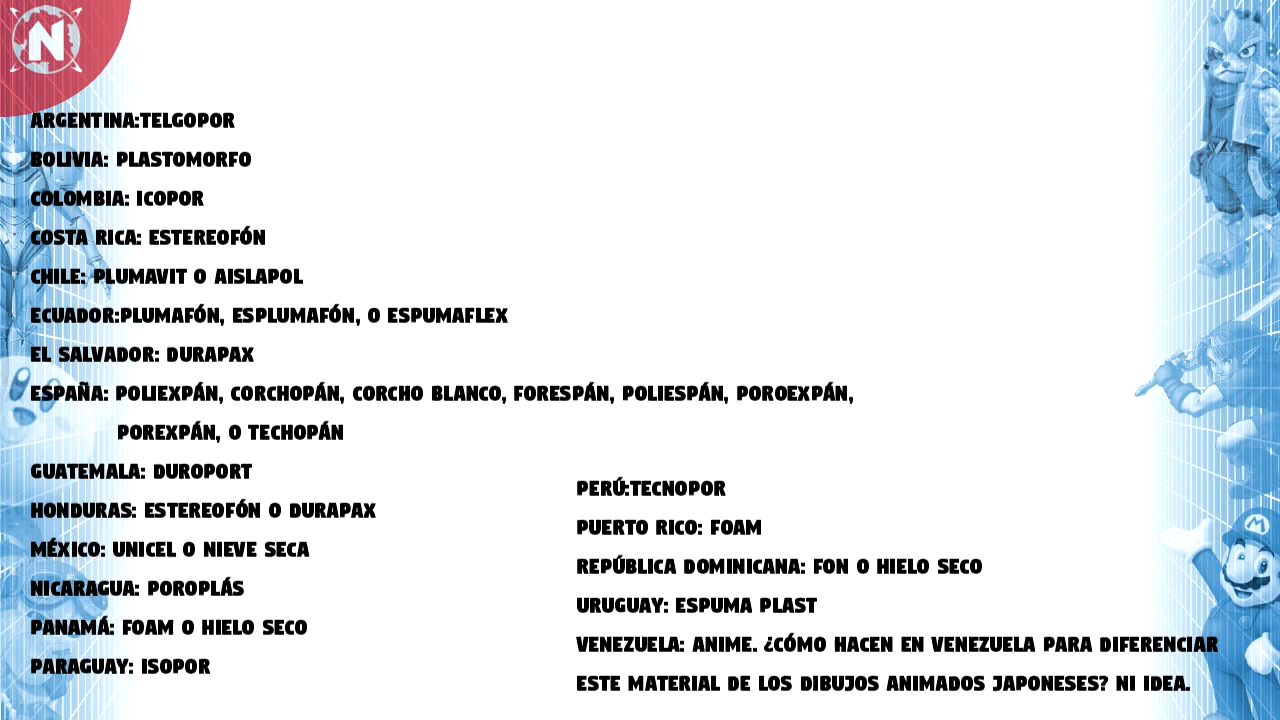 N
ARGENTINA:TELGOPOR
BOLIVIA: PLASTOMORFO
COLOMBIA: ICOPOR
COSTA RICA: ESTEREOFÓN
CHILE: PLUMAVIT O AISLAPOL
ECUADOR:PLUMAFÓN, ESPLUMAFÓN, O ESPUMAFLEX
EL SALVADOR: DURAPAX
ESPAÑA: POLIEXPÁN, CORCHOPÁN, CORCHO BLANCO, FORESPÁN, POLIESPÁN, POROEXPÁN,
POREXPÁN, O TECHOPÁN
GUATEMALA: DUROPORT
HONDURAS: ESTEREOFÓN O DURAPAX
MÉXICO: UNICEL O NIEVE SECA
NICARAGUA: POROPLÁS
PANAMÁ: FOAM O HIELO SECO
PARAGUAY: ISOPOR
PERÚ:TECNOPOR
PUERTO RICO: FOAM
REPÚBLICA DOMINICANA: FON O HIELO SECO
URUGUAY: ESPUMA PLAST
VENEZUELA: ANIME. ¿CÓMO HACEN EN VENEZUELA PARA DIFERENCIAR
ESTE MATERIAL DE LOS DIBUJOS ANIMADOS JAPONESES? NI IDEA.